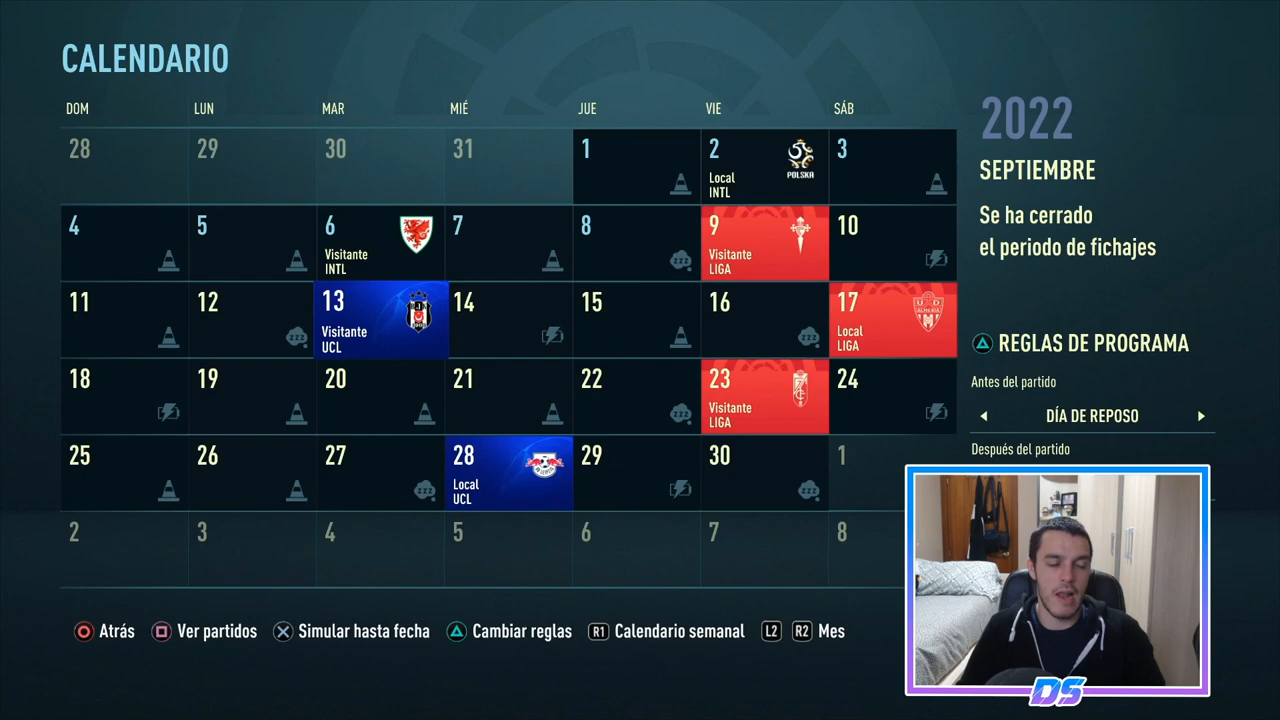 CALENDARIO
DOM LUN MAR MIÉ JUE VIE SÁB
28 29 30 31 1 2 3
Local
INTL
POLSKA
4 5 6 7 8 9 10
Visitante
INTL
Visitante
LIGA
11 12 13 14 15 16 17
Visitante
UCL
Local
LIGA
UD
ALMERÍA
18 19 20 21 22 23 24
Visitante
LIGA
25 26 27 28 29 30 1
Local
UCL
2 3 4 5 6 7 8
2022
SEPTIEMBRE
Se ha cerrado
el periodo de fichajes
REGLAS DE PROGRAMA
Antes del partido
DÍA DE REPOSO
Después del partido
Atrás Ver partidos Simular hasta fecha Cambiar reglas R1 Calendario semanal L2 R2 Mes
DS